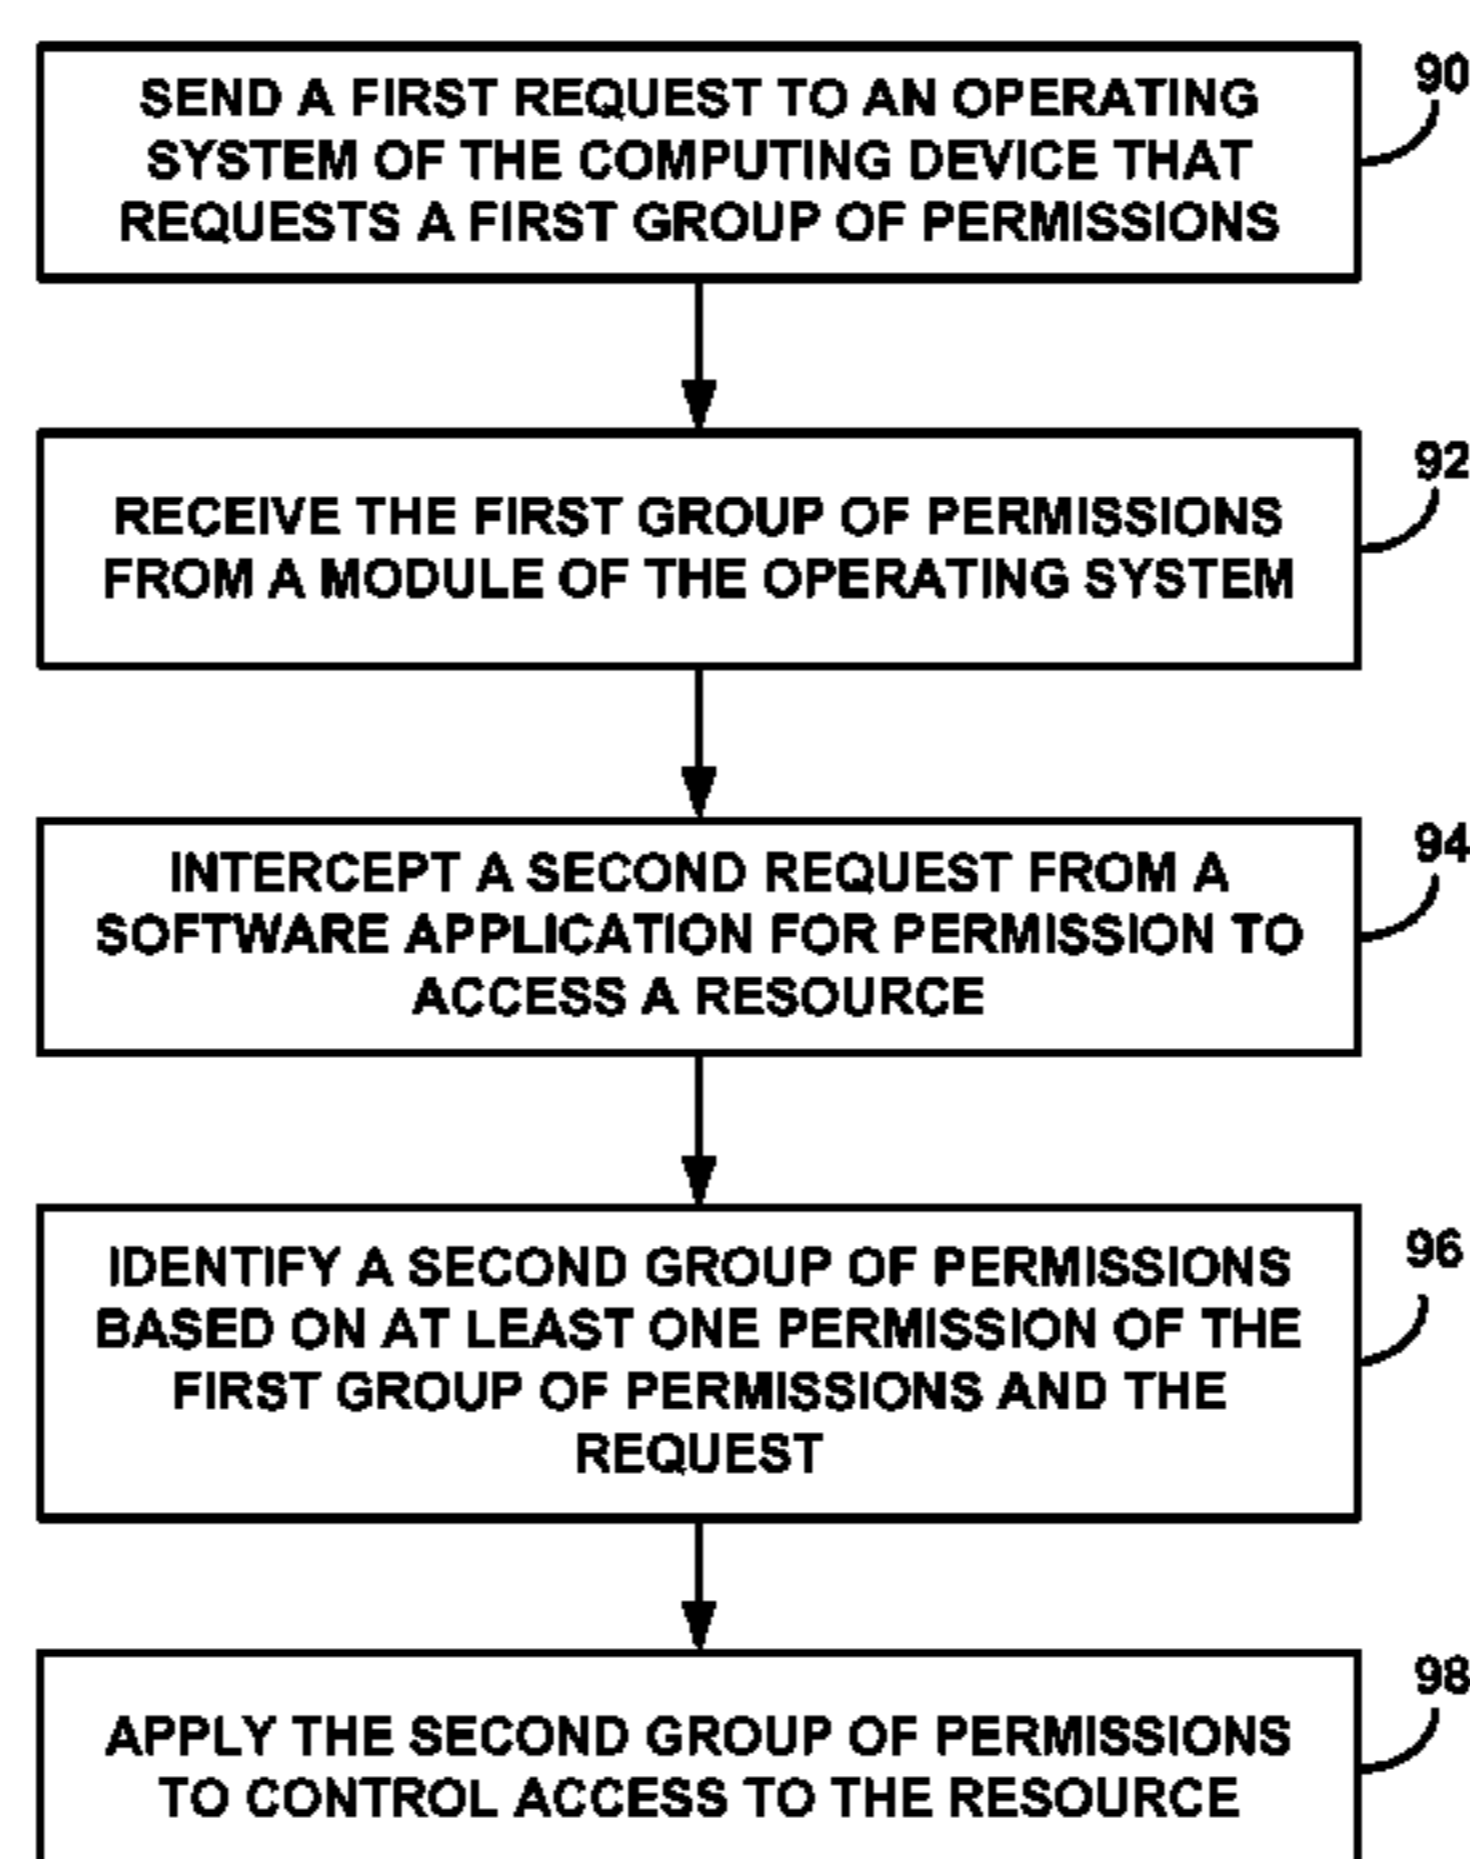 SEND A FIRST REQUEST TO AN OPERATING
SYSTEM OF THE COMPUTING DEVICE THAT
REQUESTS A FIRST GROUP OF PERMISSIONS
90
RECEIVE THE FIRST GROUP OF PERMISSIONS
FROM A MODULE OF THE OPERATING SYSTEM
92
INTERCEPT A SECOND REQUEST FROM A
SOFTWARE APPLICATION FOR PERMISSION TO
ACCESS A RESOURCE
94
IDENTIFY A SECOND GROUP OF PERMISSIONS
BASED ON AT LEAST ONE PERMISSION OF THE
FIRST GROUP OF PERMISSIONS AND THE
REQUEST
96
APPLY THE SECOND GROUP OF PERMISSIONS
TO CONTROL ACCESS TO THE RESOURCE
98